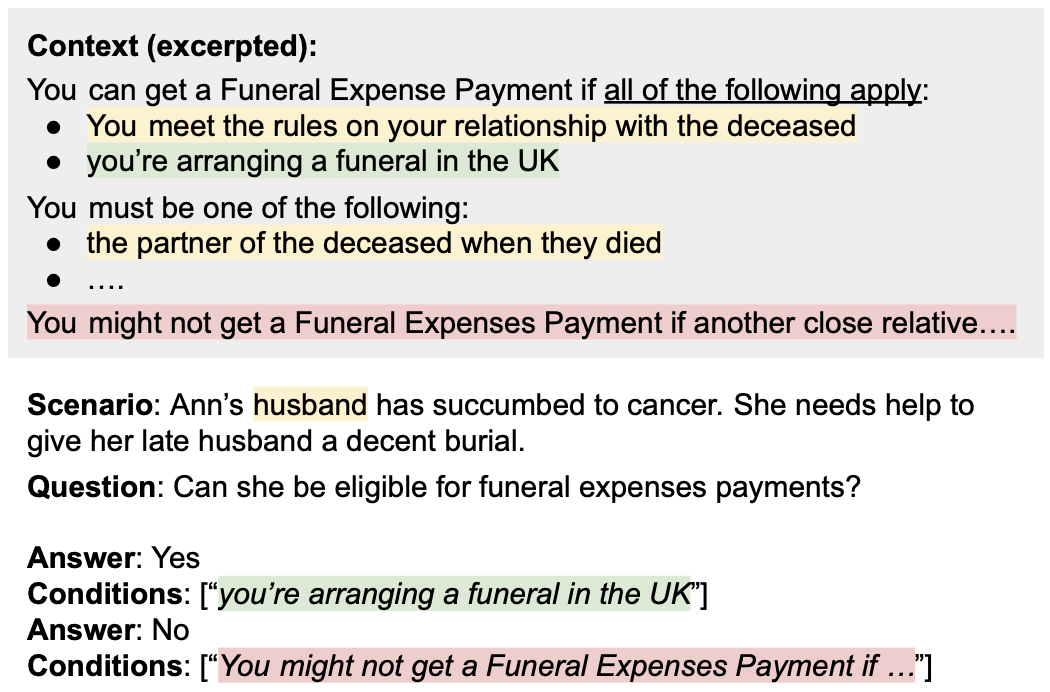 Context (excerpted):
You can get a Funeral Expense Payment if all of the following apply:
● You meet the rules on your relationship with the deceased
● you’re arranging a funeral in the UK
You must be one of the following:
● the partner of the deceased when they died
● ….
You might not get a Funeral Expenses Payment if another close relative….
Scenario: Ann’s husband has succumbed to cancer. She needs help to
give her late husband a decent burial.
Question: Can she be eligible for funeral expenses payments?
Answer: Yes
Conditions: [“you’re arranging a funeral in the UK”]
Answer: No
Conditions: [“You might not get a Funeral Expenses Payment if …”]